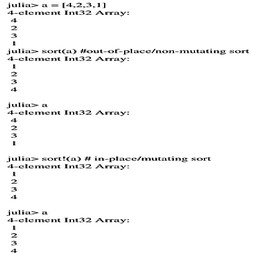 julia> a = [4,2,3,1]
4-element Int32 Array:
4
2
3
1
julia> sort(a) #out-of-place/non-mutating sort
4-element Int32 Array:
1
2
3
4
julia> a
4-element Int32 Array:
4
2
3
1
julia> sort!(a) # in-place/mutating sort
4-element Int32 Array:
1
2
3
4
julia> a
4-element Int32 Array:
1
2
3
4